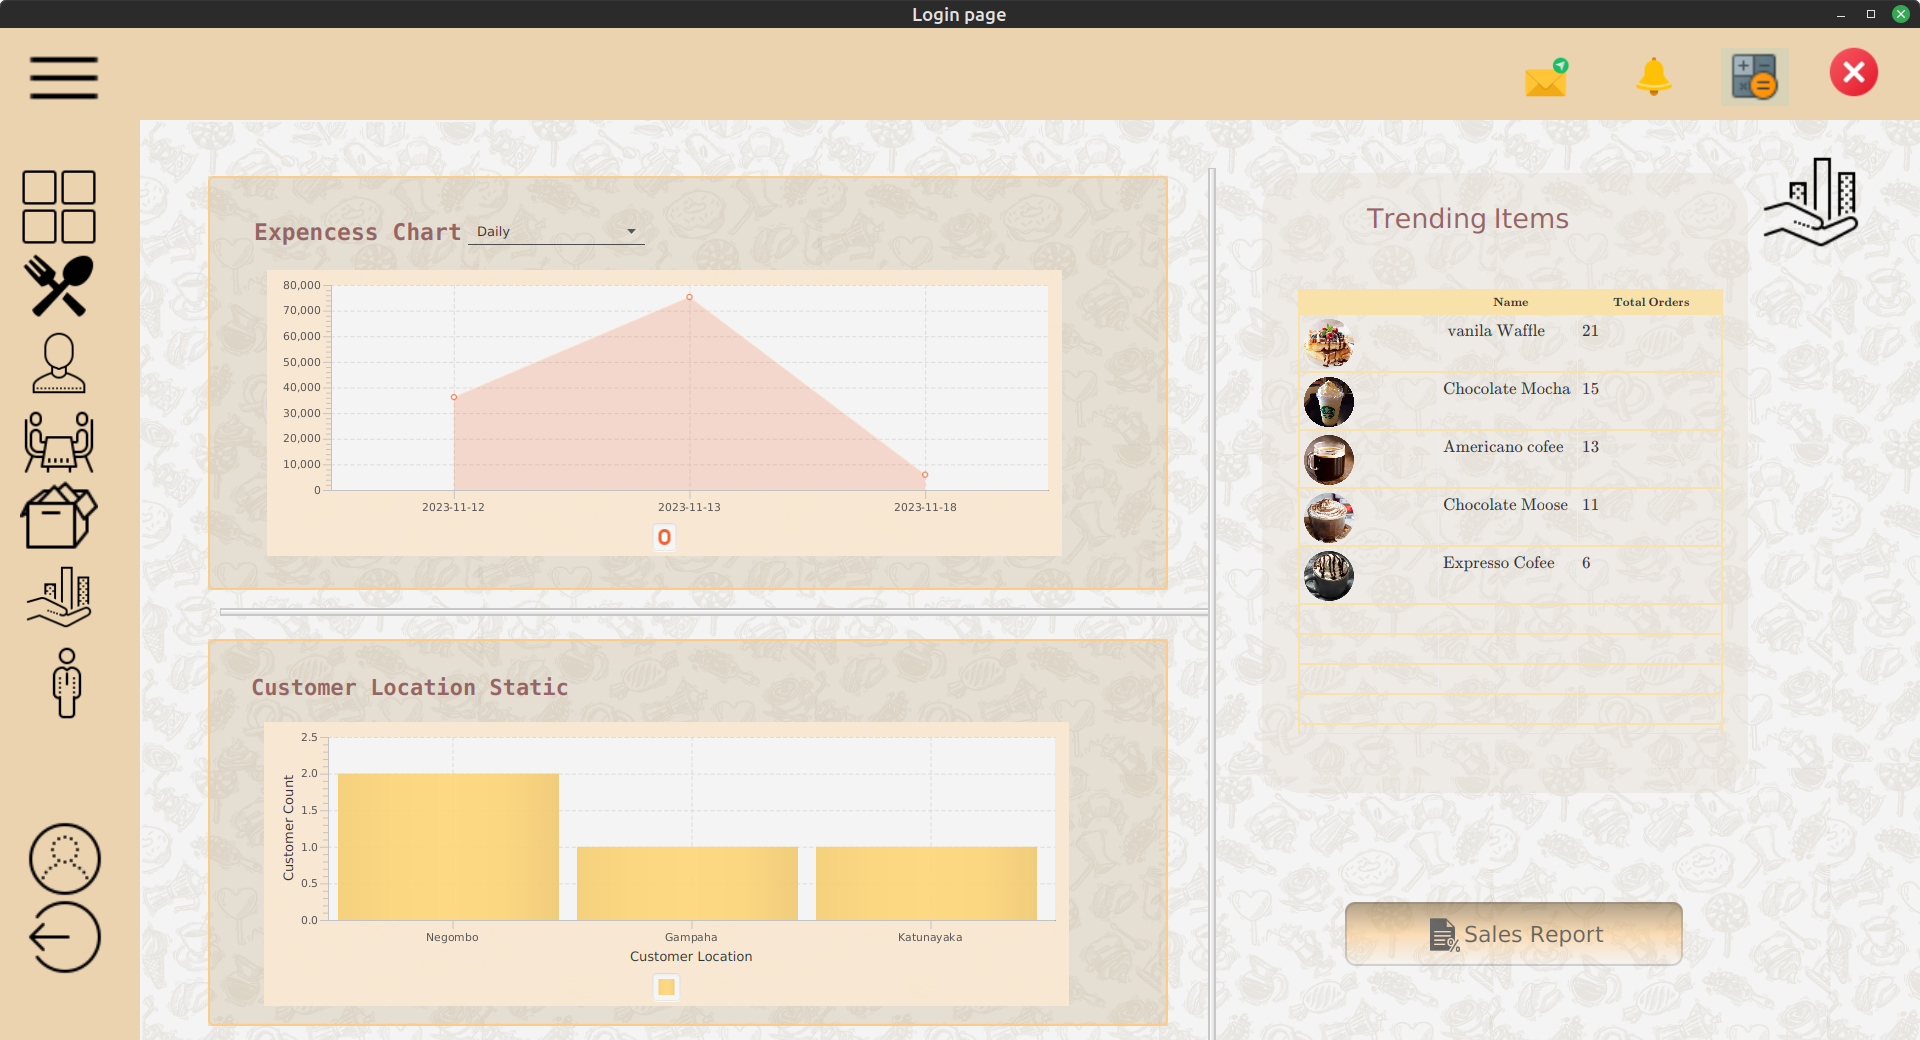 Login page
Expencess Chart
Daily
80,000
70,000
60,000
50,000
40,000
30,000
20,000
10,000
0
2023-11-12 2023-11-13 2023-11-18
Customer Location Static
Customer Count
2.5
2.0
1.5
1.0
0.5
0.0
Negombo Gampaha Katunayaka
Customer Location
Trending Items
Name Total Orders
vanila Waffle 21
Chocolate Mocha 15
Americano cofee 13
Chocolate Moose 11
Expresso Cofee 6
Sales Report